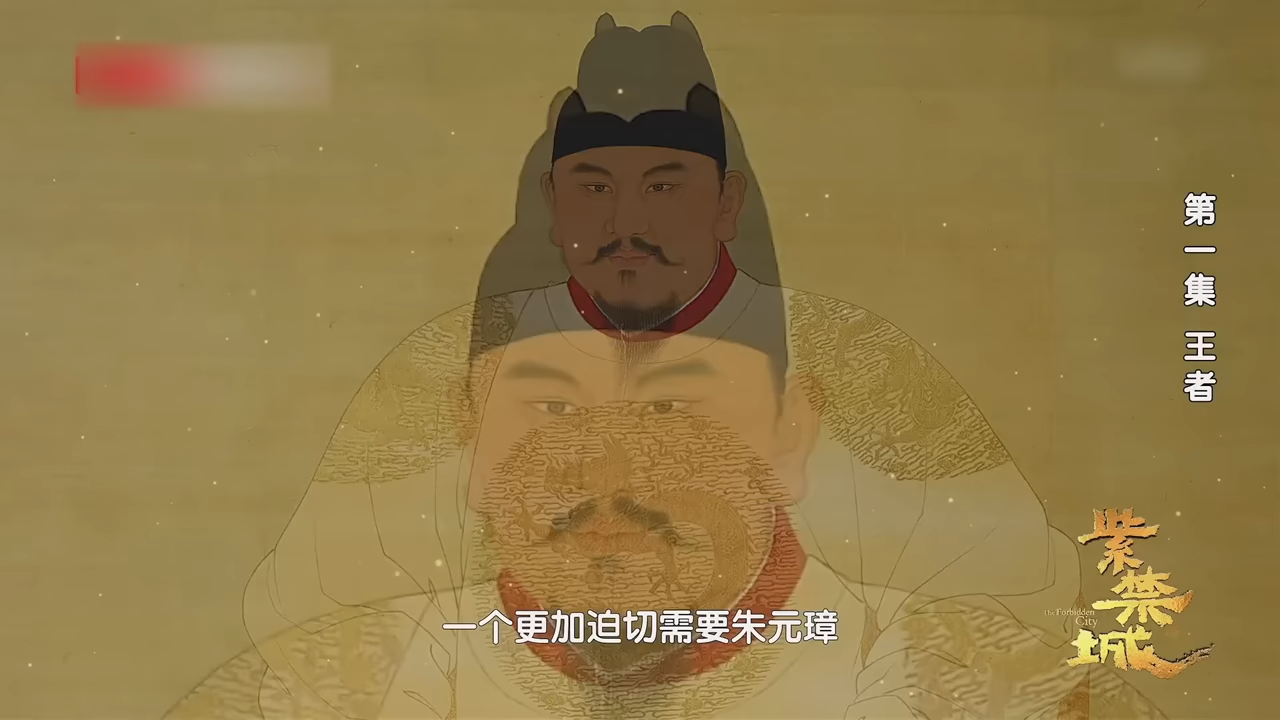 第一集 王者
紫禁城
The Forbidden
City
一个更加迫切需要朱元璋